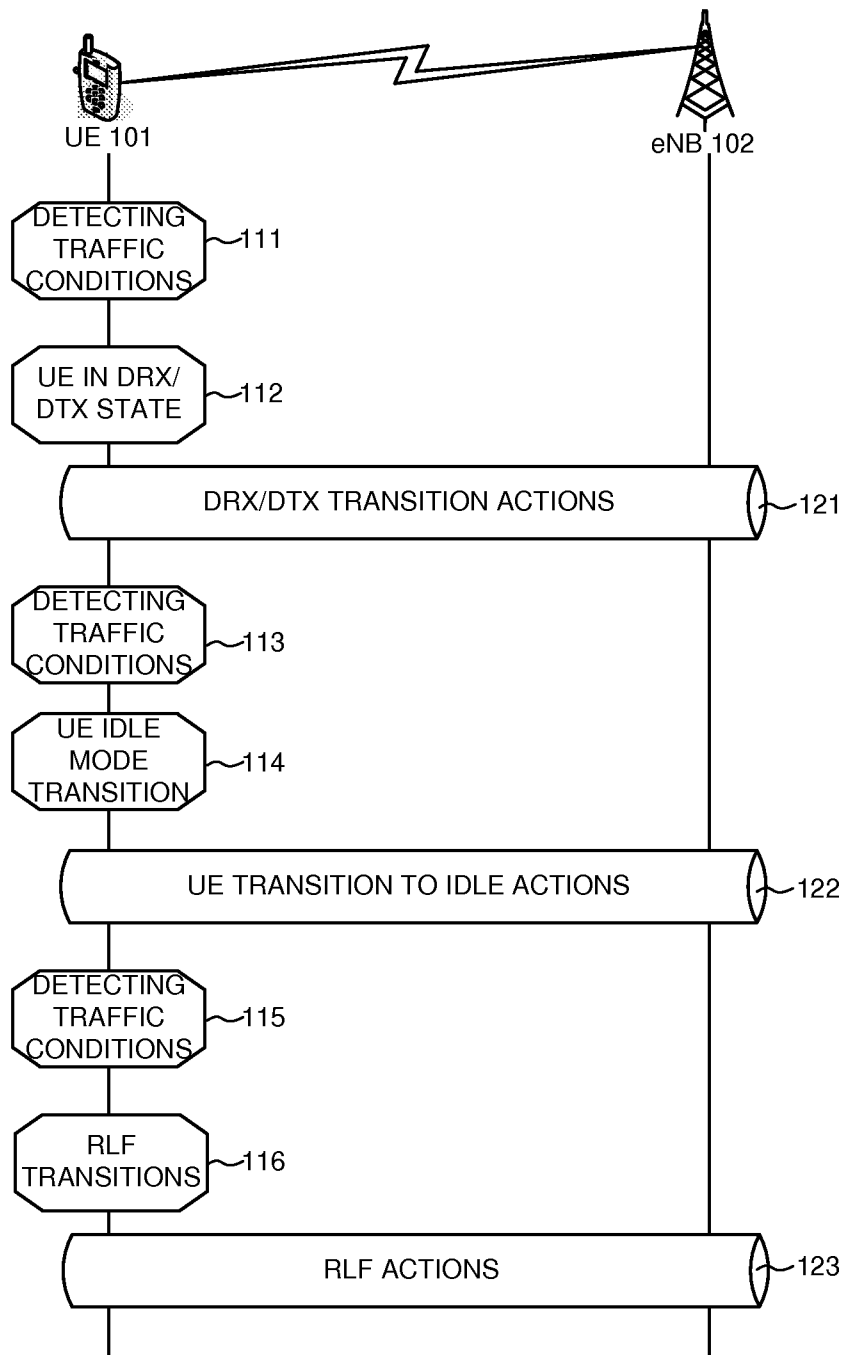 UE 101
eNB 102
DETECTING
TRAFFIC
CONDITIONS
111
UE IN DRX/
DTX STATE
112
DRX/DTX TRANSITION ACTIONS
121
DETECTING
TRAFFIC
CONDITIONS
113
UE IDLE
MODE
TRANSITION
114
UE TRANSITION TO IDLE ACTIONS
122
DETECTING
TRAFFIC
CONDITIONS
115
RLF
TRANSITIONS
116
RLF ACTIONS
123